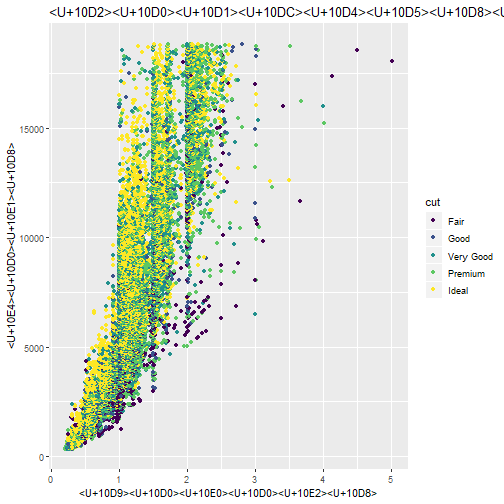 <U+10D2><U+10D0><U+10D1><U+10DC><U+10D4><U+10D5><U+10D8><U
15000
10000
5000
0
<U+10E4><U+10D0><U+10E1><U+10D8>
0 1 2 3 4 5
<U+10D9><U+10D0><U+10E0><U+10D0><U+10E2><U+10D8>
cut
Fair
Good
Very Good
Premium
Ideal